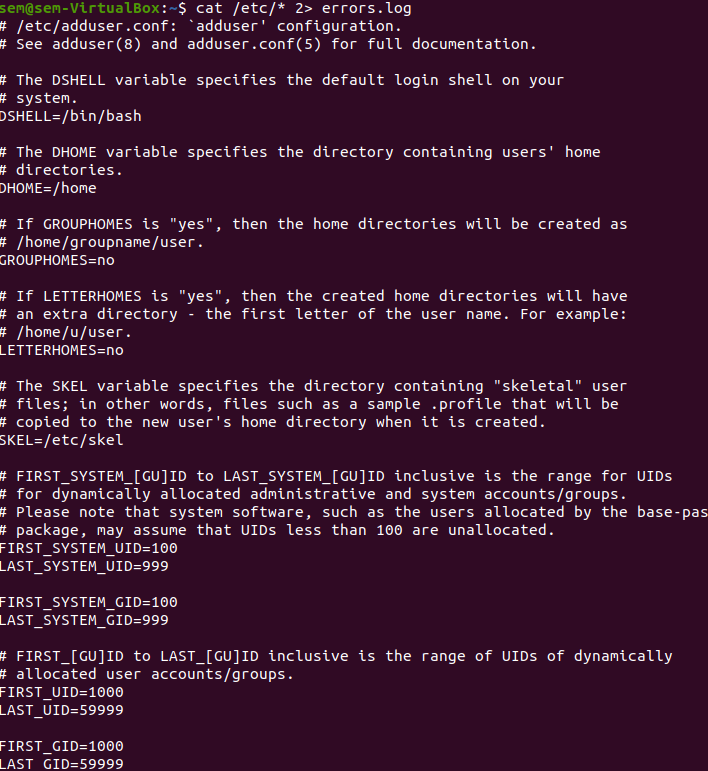 sem@sem-VirtualBox:~$ cat /etc/* 2> errors.log
# /etc/adduser.conf: `adduser' configuration.
# See adduser(8) and adduser.conf(5) for full documentation.
# The DSHELL variable specifies the default login shell on your
# system.
DSHELL=/bin/bash
# The DHOME variable specifies the directory containing users' home
# directories.
DHOME=/home
# If GROUPHOMES is "yes", then the home directories will be created as
# /home/groupname/user.
GROUPHOMES=no
# If LETTERHOMES is "yes", then the created home directories will have
# an extra directory - the first letter of the user name. For example:
# /home/u/user.
LETTERHOMES=no
# The SKEL variable specifies the directory containing "skeletal" user
# files; in other words, files such as a sample .profile that will be
# copied to the new user's home directory when it is created.
SKEL=/etc/skel
# FIRST_SYSTEM_[GU]ID to LAST_SYSTEM_[GU]ID inclusive is the range for UIDs
# for dynamically allocated administrative and system accounts/groups.
# Please note that system software, such as the users allocated by the base-pas
# package, may assume that UIDs less than 100 are unallocated.
FIRST_SYSTEM_UID=100
LAST_SYSTEM_UID=999
FIRST_SYSTEM_GID=100
LAST_SYSTEM_GID=999
# FIRST_[GU]ID to LAST_[GU]ID inclusive is the range of UIDs of dynamically
# allocated user accounts/groups.
FIRST_UID=1000
LAST_UID=59999
FIRST_GID=1000
LAST_GID=59999